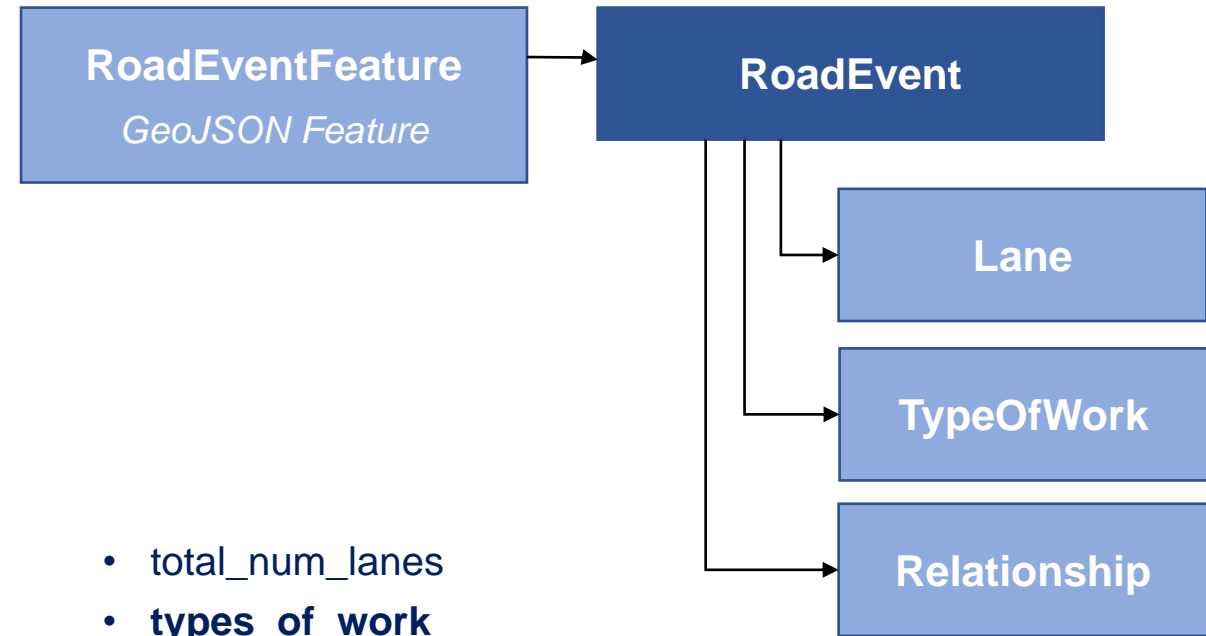 RoadEventFeature
GeoJSON Feature
RoadEvent
Lane
TypeOfWork
Relationship
• total_num_lanes
• types_of_work